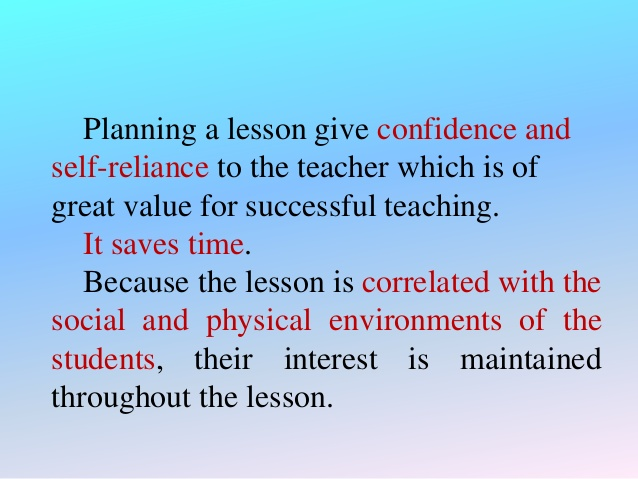 Planning a lesson give confidence and
self-reliance to the teacher which is of
great value for successful teaching.
It saves time.
Because the lesson is correlated with the
social and physical environments of the
students, their interest is maintained
throughout the lesson.